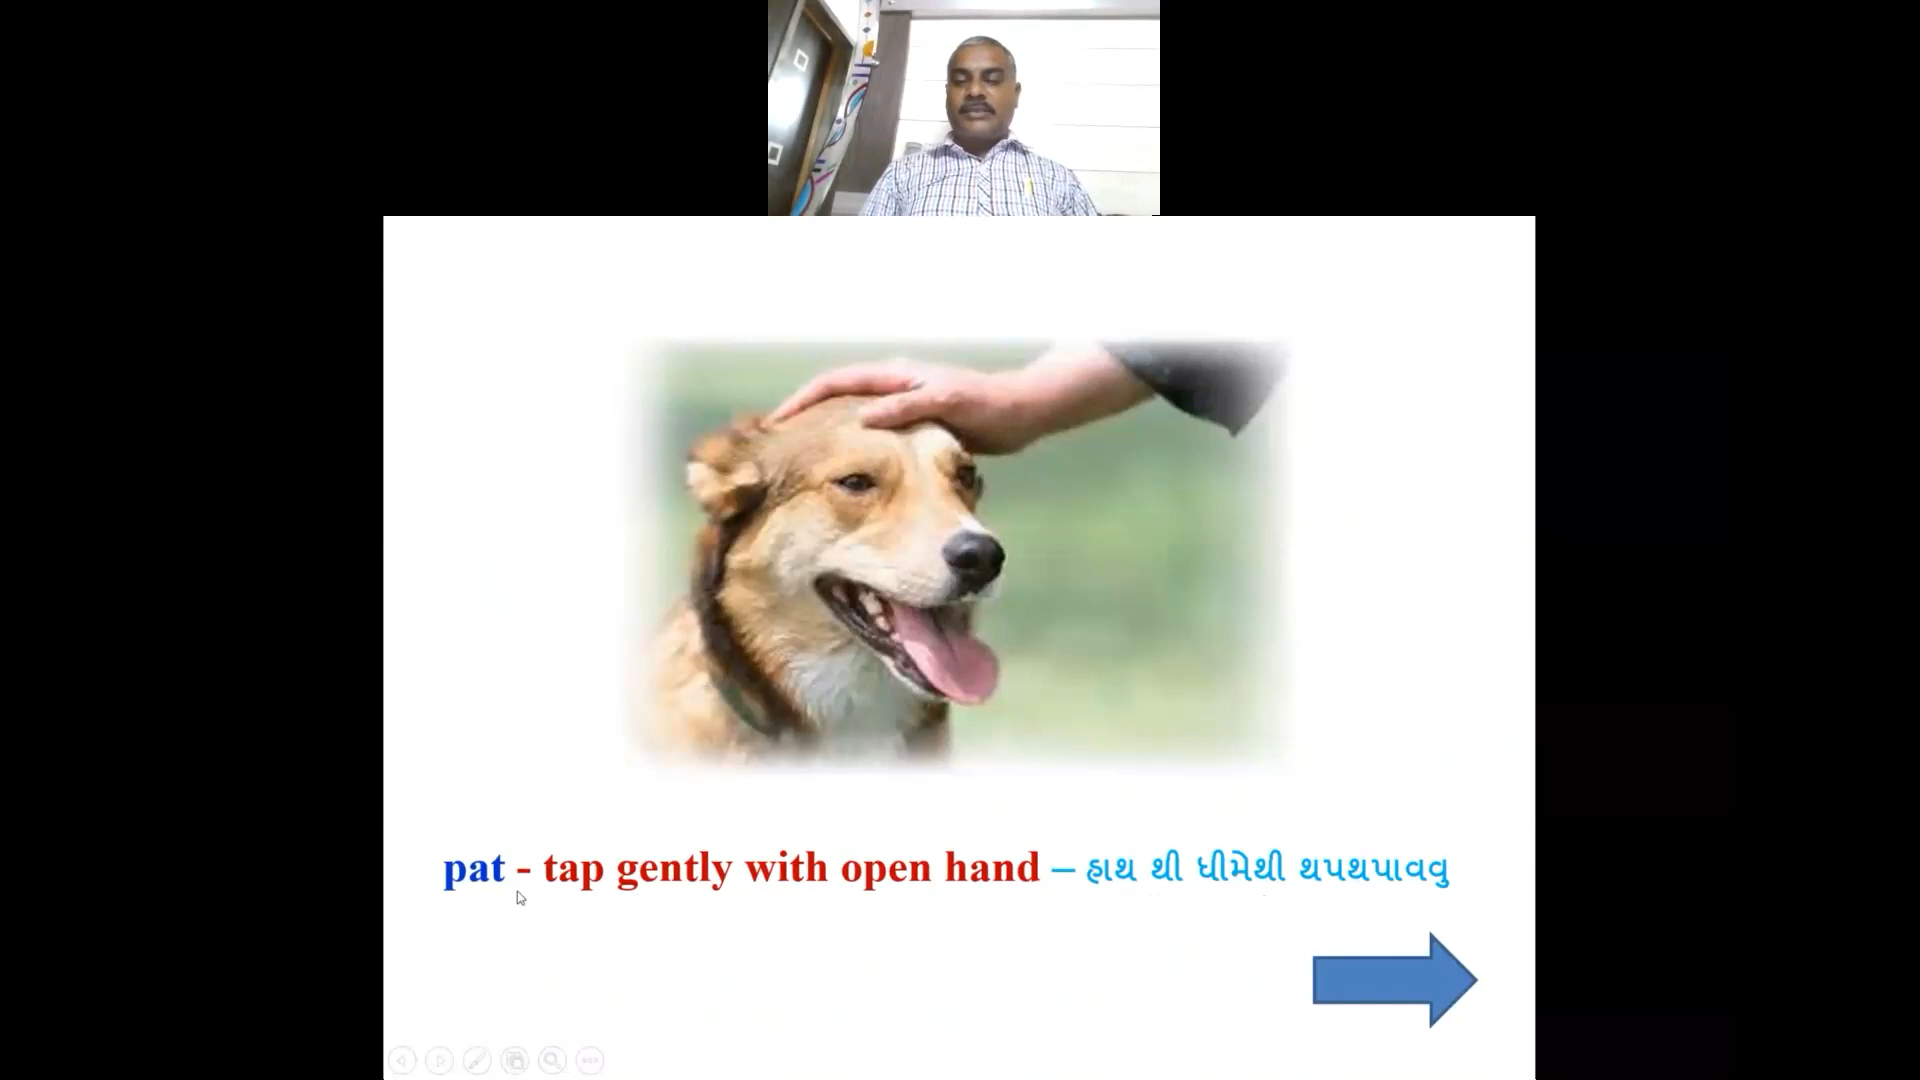 pat - tap gently with open hand – હાથ થી ધીમેથી થપથપાવવુ